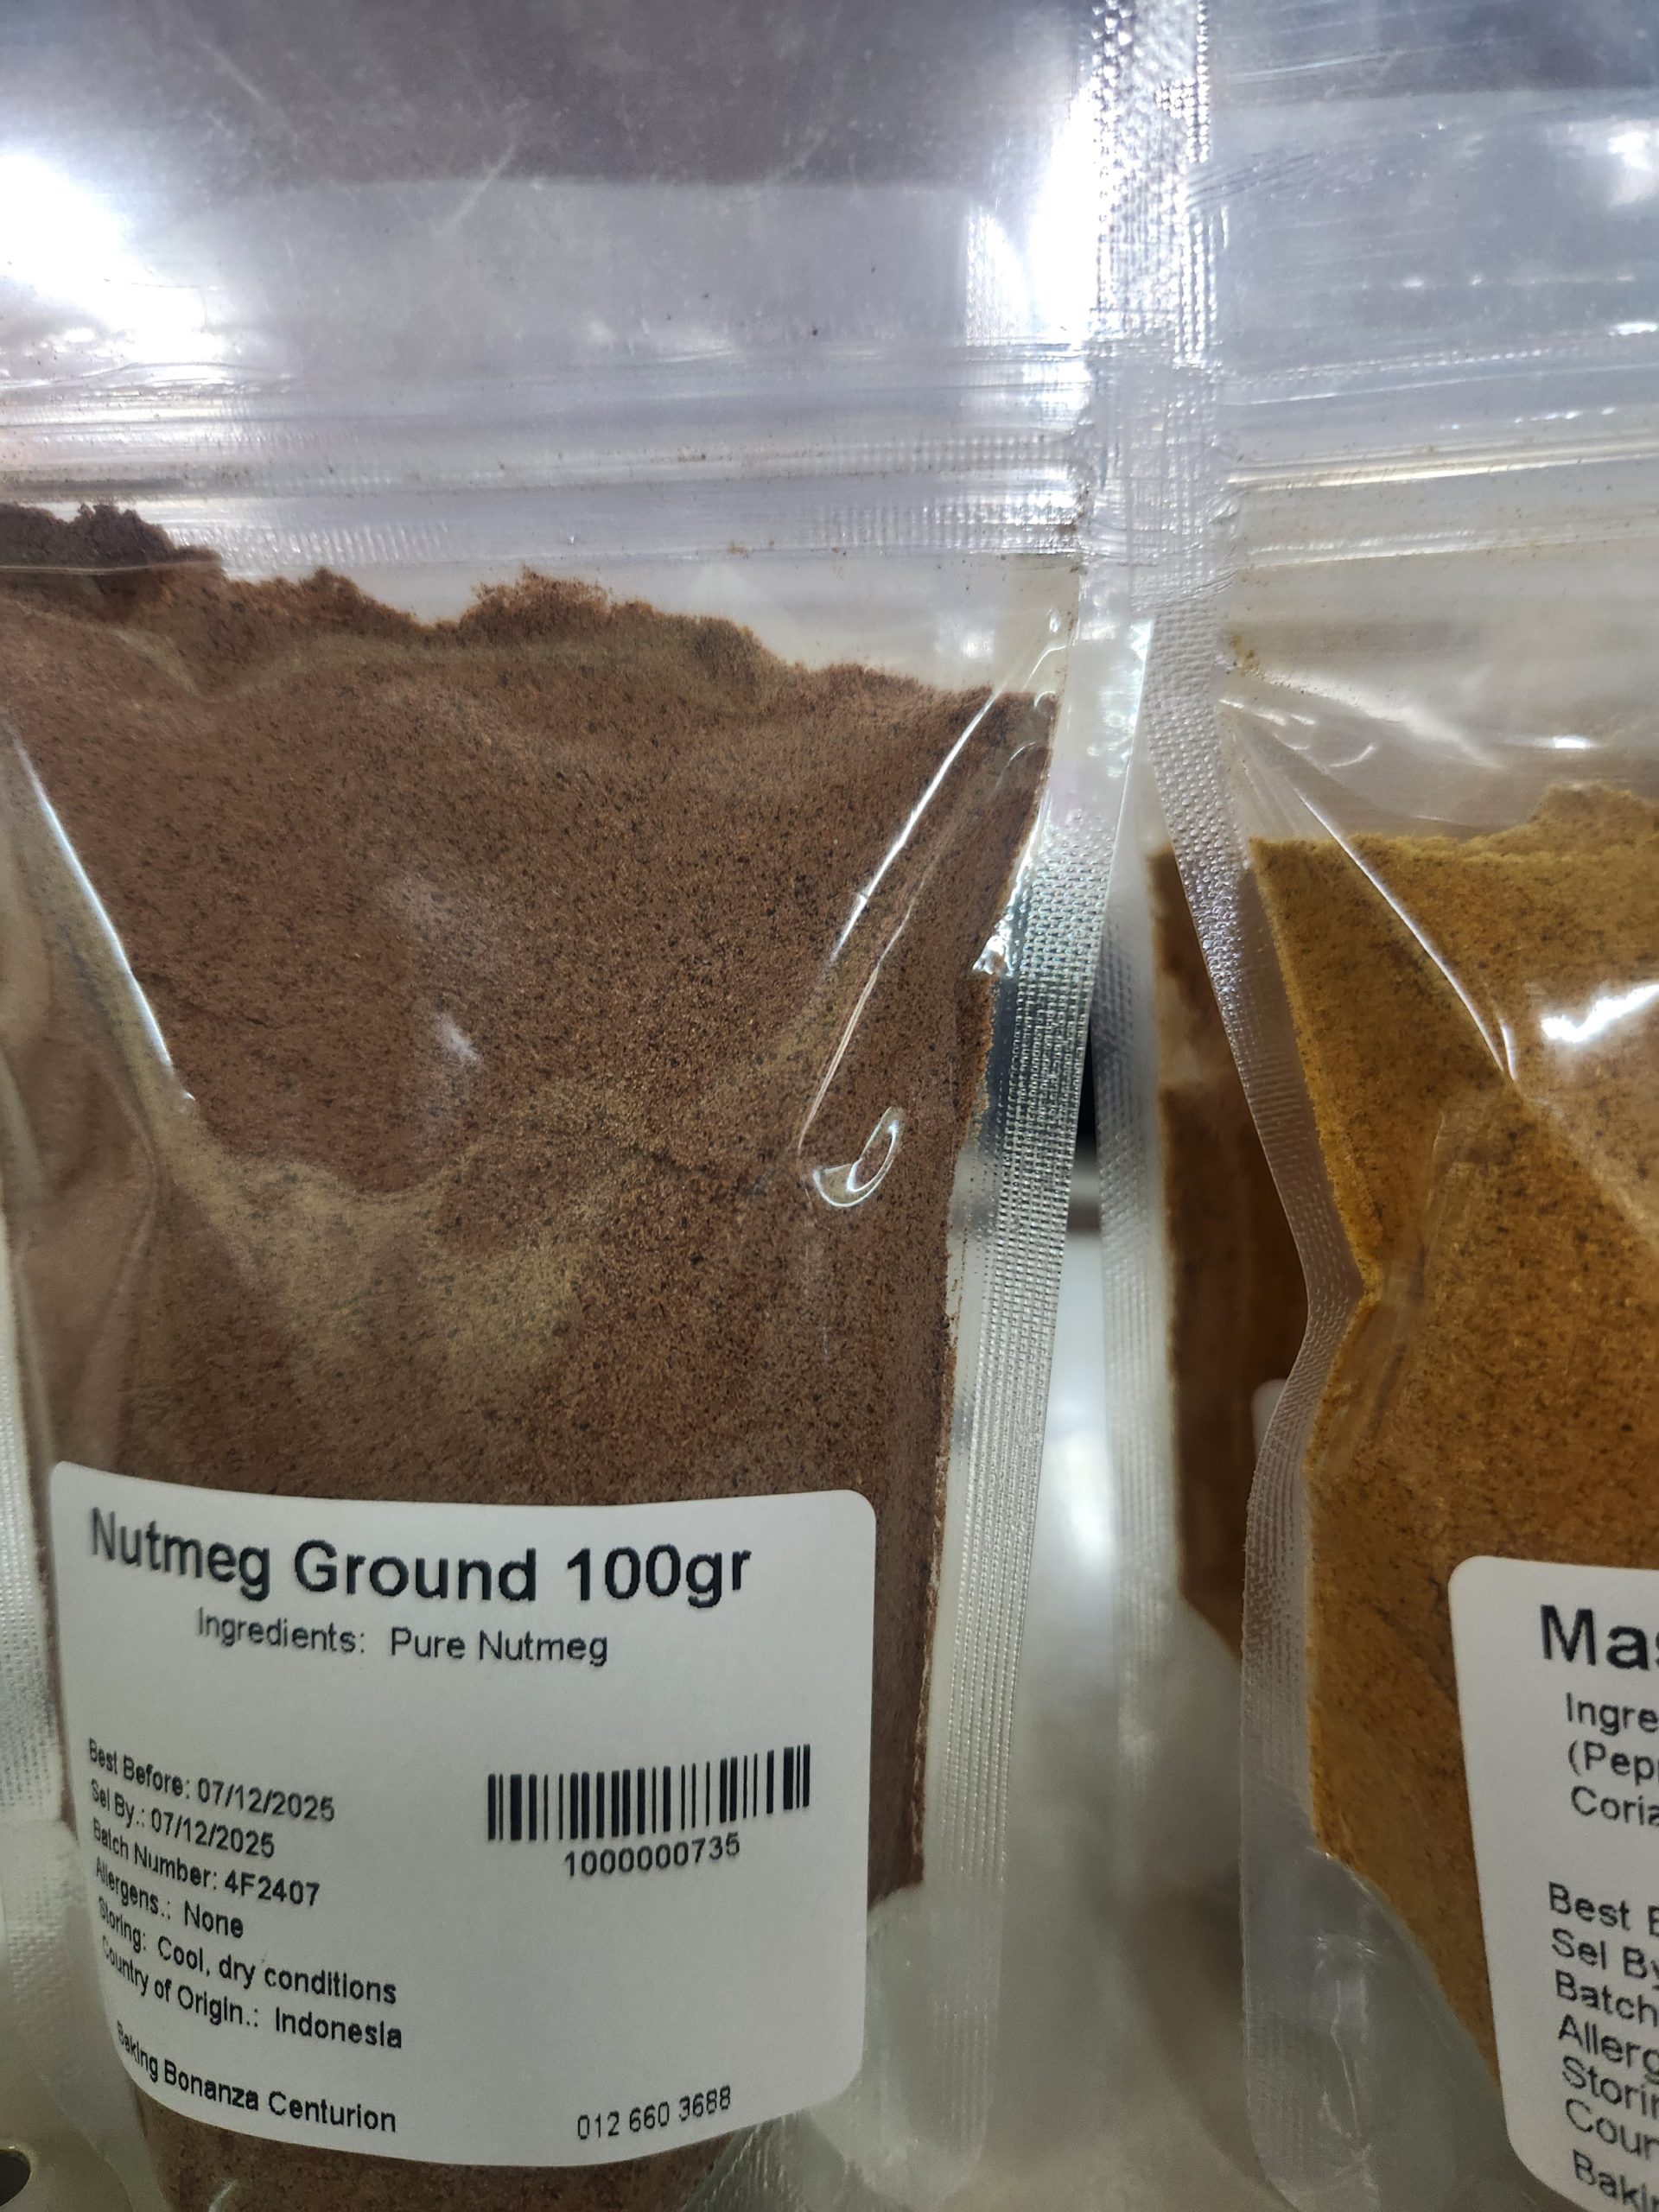 Nutmeg Ground 100gr
Ingredients: Pure Nutmeg
Best Before: 07/12/2025
Sel By.: 07/12/2025
Batch Number: 4F2407
Allergens.: None
Storing: Cool, dry conditions
Country of Origin.: Indonesia
1000000735
Baking Bonanza Centurion
012 660 3688
Mas
Ingre
(Pep
Coria
Best B
Sel By
Batch
Allerg
Storin
Coun
Baki